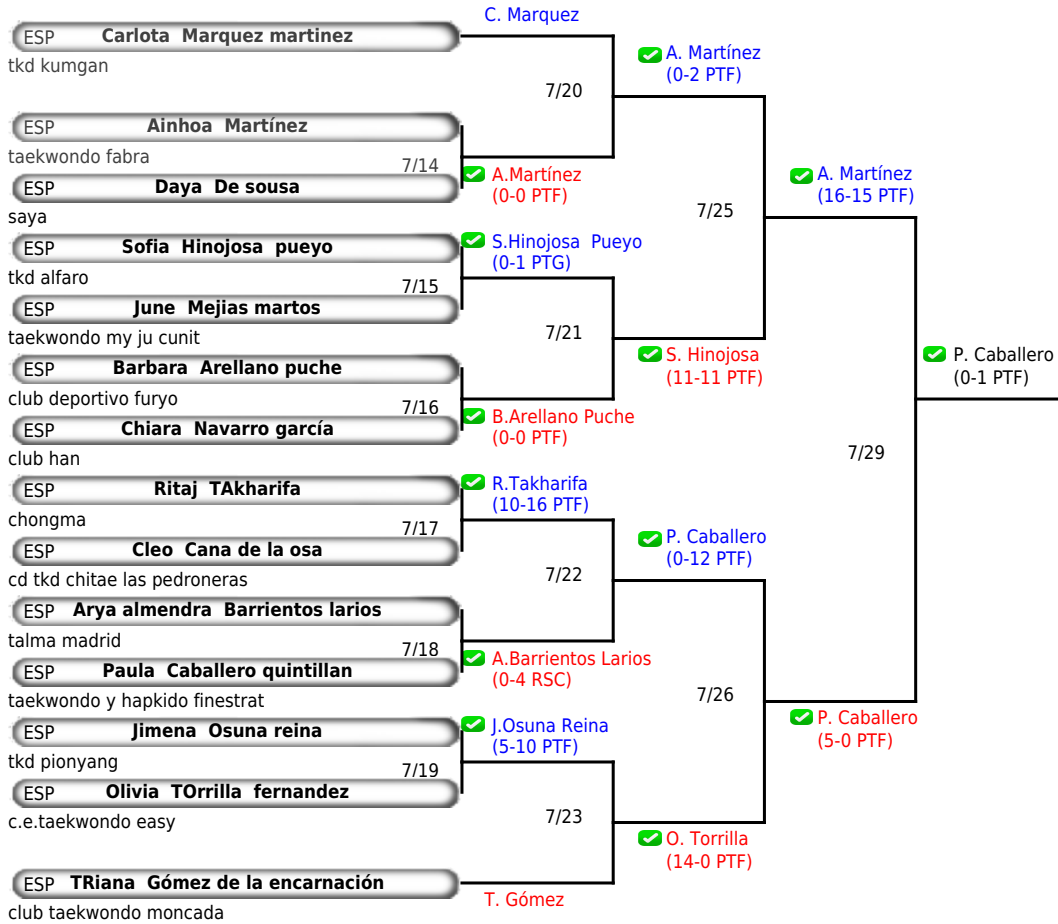 C. Marquez
ESP Carlota Marquez martinez
tkd kumgan
7/20
A. Martínez
(0-2 PTF)
ESP Ainhoa Martínez
taekwondo fabra
7/14
A.Martínez
(0-0 PTF)
ESP Daya De sousa
saya
7/25
A. Martínez
(16-15 PTF)
ESP Sofia Hinojosa pueyo
tkd alfaro
7/15
S.Hinojosa Pueyo
(0-1 PTG)
ESP June Mejias martos
taekwondo my ju cunit
7/21
S. Hinojosa
(11-11 PTF)
ESP Barbara Arellano puche
club deportivo furyo
7/16
B.Arellano Puche
(0-0 PTF)
ESP Chiara Navarro garcía
club han
P. Caballero
(0-1 PTF)
7/29
ESP Ritaj TAkharifa
chongma
7/17
R.Takharifa
(10-16 PTF)
ESP Cleo Cana de la osa
cd tkd chitae las pedroneras
7/22
P. Caballero
(0-12 PTF)
ESP Arya almendra Barrientos larios
talma madrid
7/18
A.Barrientos Larios
(0-4 RSC)
ESP Paula Caballero quintillan
taekwondo y hapkido finestrat
7/26
P. Caballero
(5-0 PTF)
ESP Jimena Osuna reina
tkd pionyang
7/19
J.Osuna Reina
(5-10 PTF)
ESP Olivia TOrrilla fernandez
c.e.taekwondo easy
7/23
O. Torrilla
(14-0 PTF)
ESP TRiana Gómez de la encarnación
T. Gómez
club taekwondo moncada